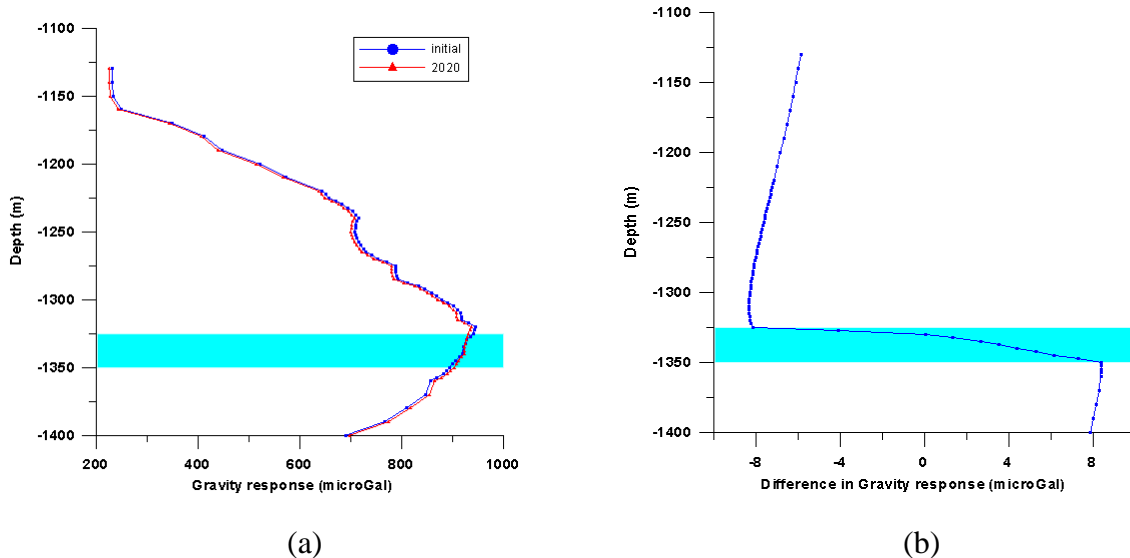 -1100
-1150
-1200
-1250
-1300
-1350
-1400
Depth (m)
200 400 600 800 1000
Gravity response (microGal)
initial
2020
(a)
-1100
-1150
-1200
-1250
-1300
-1350
-1400
Depth (m)
-8 -4 0 4 8
Difference in Gravity response (microGal)
(b)